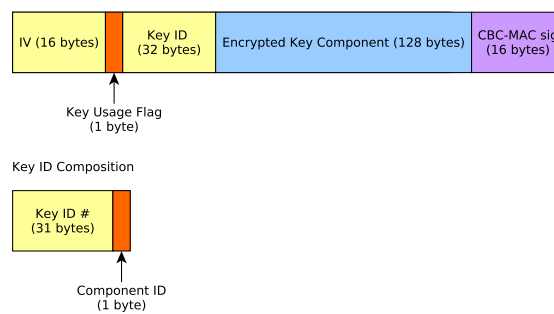 IV (16 bytes)
Key ID
(32 bytes)
Encrypted Key Component (128 bytes)
CBC-MAC sig
(16 bytes)
Key Usage Flag
(1 byte)
Key ID Composition
Key ID #
(31 bytes)
Component ID
(1 byte)